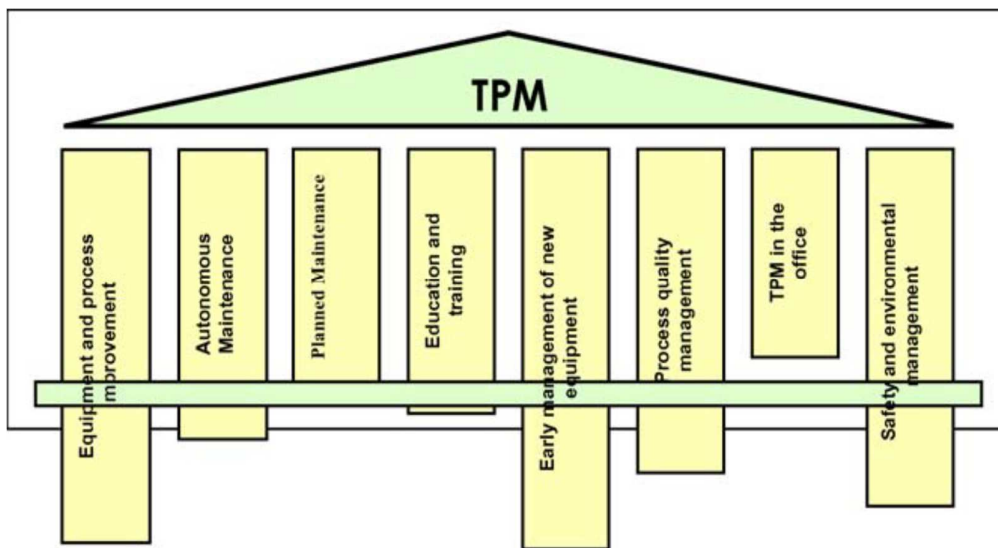 TPM
Equipment and process
improvement
Autonomous
Maintenance
Planned Maintenance
Education and
training
Early management of new
equipment
Process quality
management
TPM in the
office
Safety and environmental
management